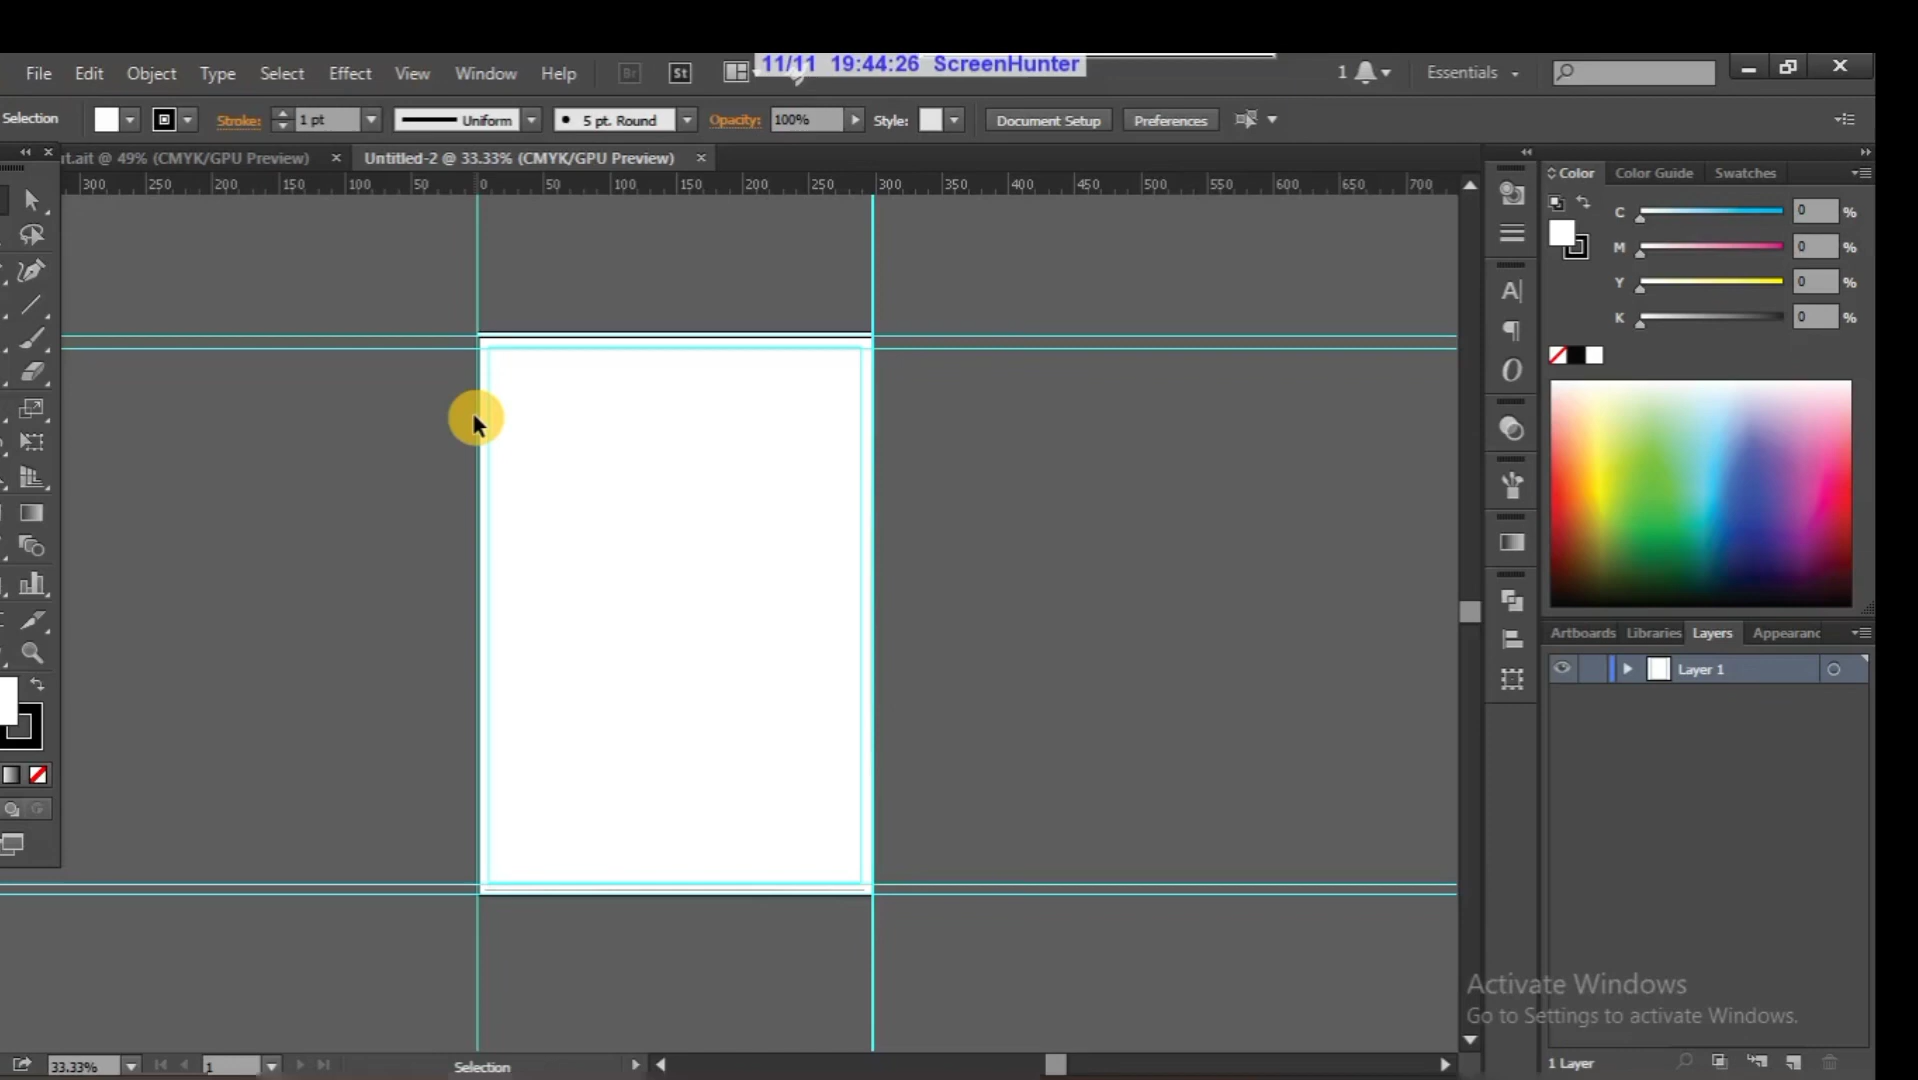 11/11 19:44:26 ScreenHunter
File Edit Object Type Select Effect View Window Help Br St 1 Essentials
Selection Stroke: 1 pt Uniform 5 pt. Round Opacity: 100% Style: Document Setup Preferences
ut.ait @ 49% (CMYK/GPU Preview) × Untitled-2 @ 33.33% (CMYK/GPU Preview) ×
300 250 200 150 100 50 0 50 100 150 200 250 300 350 400 450 500 550 600 650 700
Color Color Guide Swatches
C 0 %
M 0 %
Y 0 %
K 0 %
Artboards Libraries Layers Appearanc
Layer 1
Activate Windows
Go to Settings to activate Windows.
33.33% 1 Selection 1 Layer